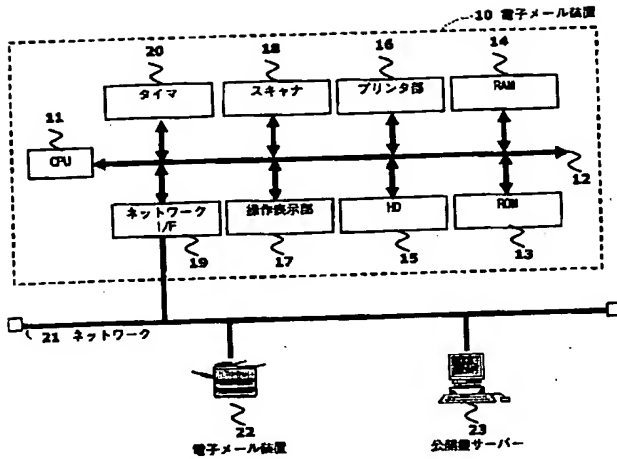 10 電子メール装置
20
18
16
14
タイマ
スキャナ
プリンタ部
RAM
11
CPU
12
ネットワーク
I/F
操作表示部
HD
ROM
19
17
15
13
21 ネットワーク
22
電子メール装置
23
公開鍵サーバー